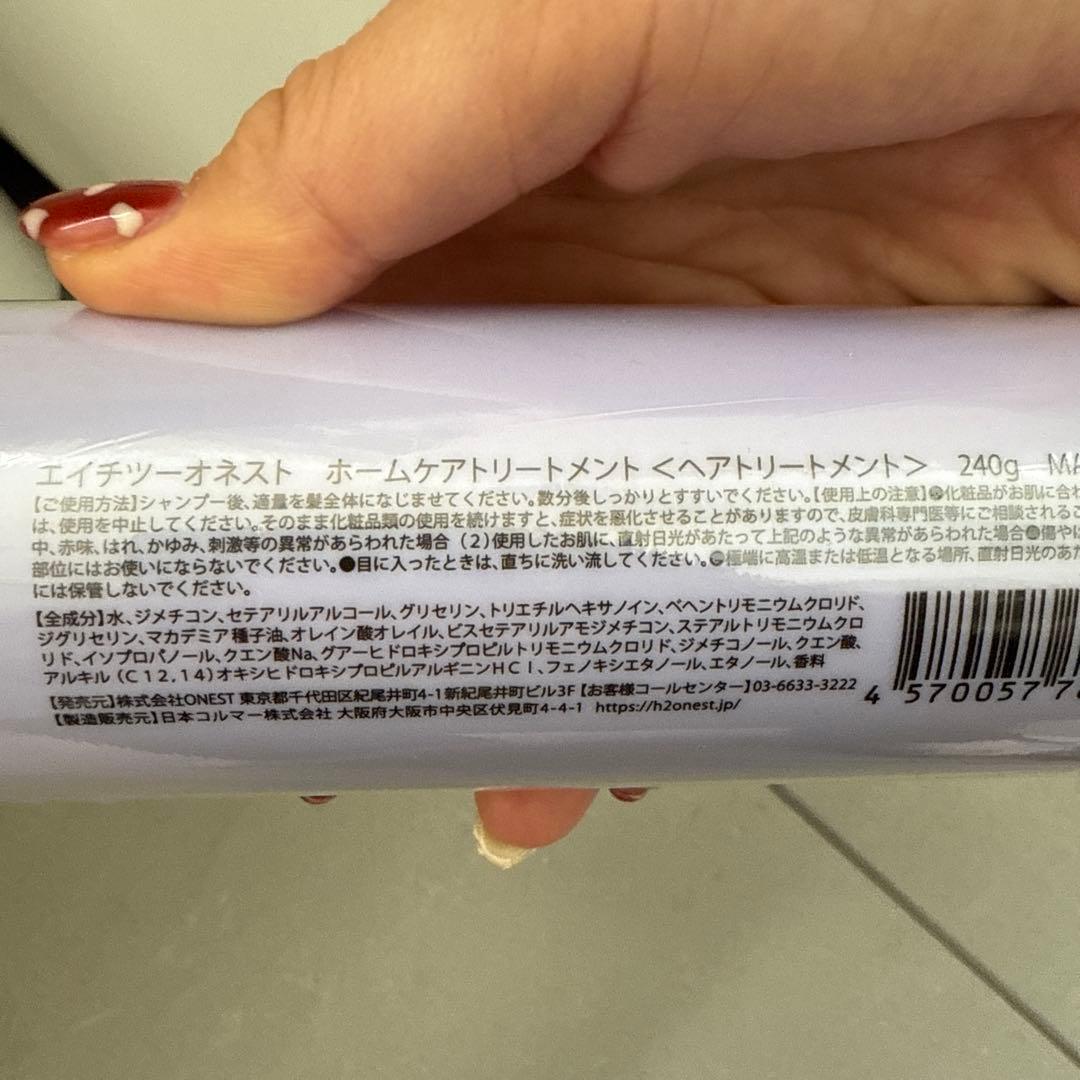 エイチツーオネスト ホームケアトリートメント＜ヘアトリートメント＞ 240g MA
【ご使用方法】シャンプー後、適量を髪全体になじませてください。数分後しっかりとすすいでください。【使用上の注意】●化粧品がお肌に合わ
は、使用を中止してください。そのまま化粧品類の使用を続けますと、症状を悪化させることがありますので、皮膚科専門医等にご相談されるこ
中、赤味、はれ、かゆみ、刺激等の異常があらわれた場合（2）使用したお肌に、直射日光があたって上記のような異常があらわれた場合●傷やは
部位にはお使いにならないでください。●目に入ったときは、直ちに洗い流してください。●極端に高温または低温となる場所、直射日光のあた
には保管しないでください。
【全成分】水、ジメチコン、セテアリルアルコール、グリセリン、トリエチルヘキサノイン、ベヘントリモニウムクロリド、
ジグリセリン、マカデミア種子油、オレイン酸オレイル、ビスセテアリルアモジメチコン、ステアルトリモニウムクロ
リド、イソプロパノール、クエン酸Na、グアーヒドロキシプロピルトリモニウムクロリド、ジメチコノール、クエン酸、
アルキル（C12,14）オキシヒドロキシプロピルアルギニンHCl、フェノキシエタノール、エタノール、香料
【発売元】株式会社ONEST 東京都千代田区紀尾井町4-1新紀尾井町ビル3F【お客様コールセンター】03-6633-3222
【製造販売元】日本コルマー株式会社 大阪府大阪市中央区伏見町4-4-1 https://h2onest.jp/
4 570057 7